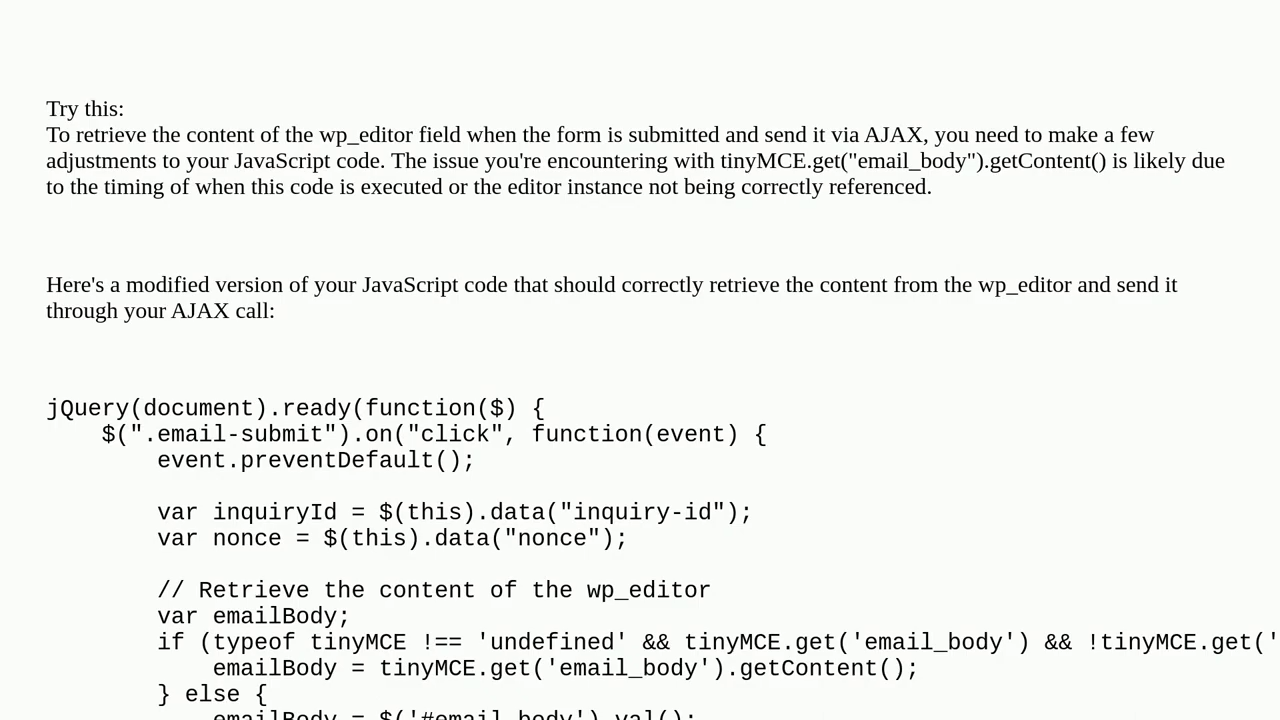 Try this:
To retrieve the content of the wp_editor field when the form is submitted and send it via AJAX, you need to make a few
adjustments to your JavaScript code. The issue you're encountering with tinyMCE.get("email_body").getContent() is likely due
to the timing of when this code is executed or the editor instance not being correctly referenced.
Here's a modified version of your JavaScript code that should correctly retrieve the content from the wp_editor and send it
through your AJAX call:
jQuery(document).ready(function($) {
    $(".email-submit").on("click", function(event) {
        event.preventDefault();
        var inquiryId = $(this).data("inquiry-id");
        var nonce = $(this).data("nonce");
        // Retrieve the content of the wp_editor
        var emailBody;
        if (typeof tinyMCE !== 'undefined' && tinyMCE.get('email_body') && !tinyMCE.get('
            emailBody = tinyMCE.get('email_body').getContent();
        } else {
            emailBody = $('#email_body').val();